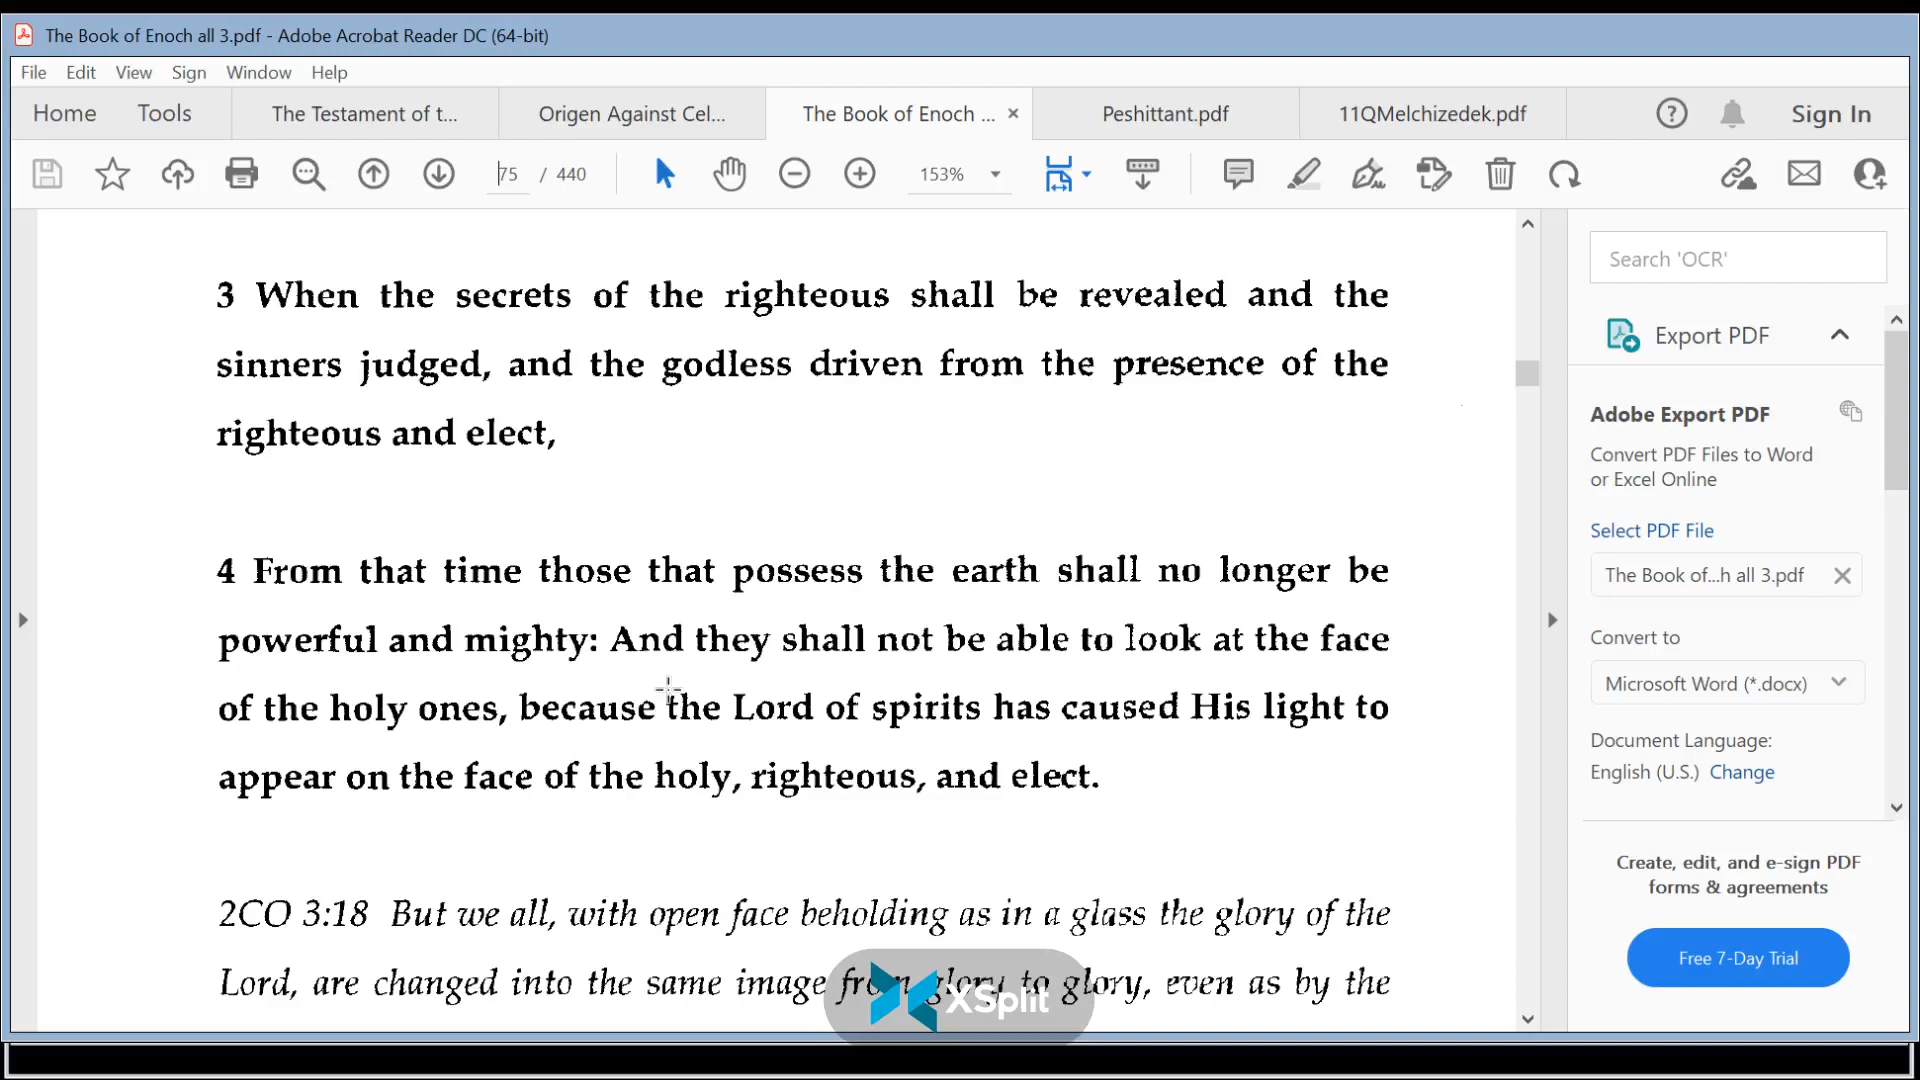 The Book of Enoch all 3.pdf - Adobe Acrobat Reader DC (64-bit)
File Edit View Sign Window Help
Home Tools The Testament of t... Origen Against Cel... The Book of Enoch ... × Peshittant.pdf 11QMelchizedek.pdf ? Sign In
75 / 440 153%
3 When the secrets of the righteous shall be revealed and the
sinners judged, and the godless driven from the presence of the
righteous and elect,
4 From that time those that possess the earth shall no longer be
powerful and mighty: And they shall not be able to look at the face
of the holy ones, because the Lord of spirits has caused His light to
appear on the face of the holy, righteous, and elect.
2CO 3:18 But we all, with open face beholding as in a glass the glory of the
Lord, are changed into the same image from glory to glory, even as by the
XSplit
Search 'OCR'
Export PDF
Adobe Export PDF
Convert PDF Files to Word
or Excel Online
Select PDF File
The Book of...h all 3.pdf
Convert to
Microsoft Word (*.docx)
Document Language:
English (U.S.) Change
Create, edit, and e-sign PDF
forms & agreements
Free 7-Day Trial